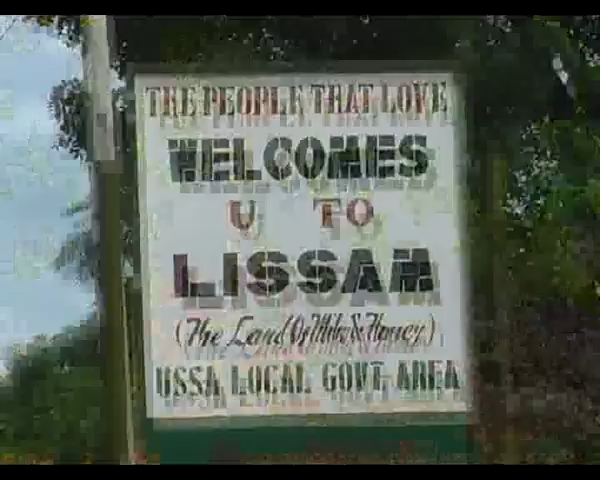 THE PEOPLE THAT LOVE
WELCOMES
U TO
LISSAM
(The Land Of Milk & Honey)
USSA LOCAL GOVT. AREA